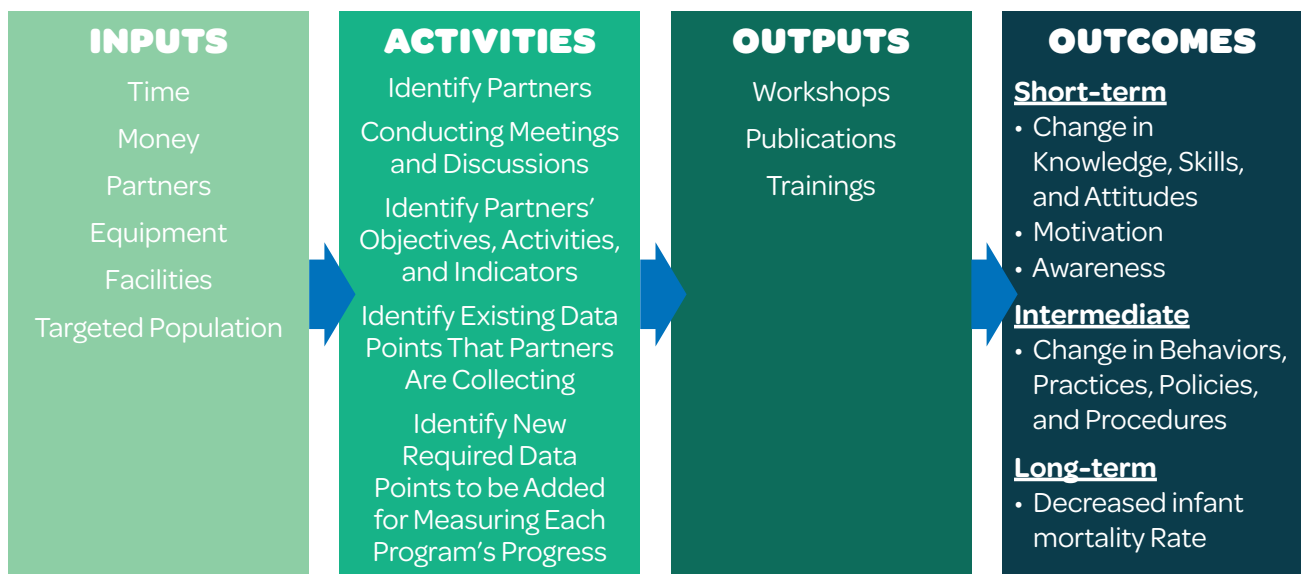 INPUTS
Time
Money
Partners
Equipment
Facilities
Targeted Population
ACTIVITIES
Identify Partners
Conducting Meetings
and Discussions
Identify Partners’
Objectives, Activities,
and Indicators
Identify Existing Data
Points That Partners
Are Collecting
Identify New
Required Data
Points to be Added
for Measuring Each
Program’s Progress
OUTPUTS
Workshops
Publications
Trainings
OUTCOMES
Short-term
• Change in
Knowledge, Skills,
and Attitudes
• Motivation
• Awareness
Intermediate
• Change in Behaviors,
Practices, Policies,
and Procedures
Long-term
• Decreased infant
mortality Rate